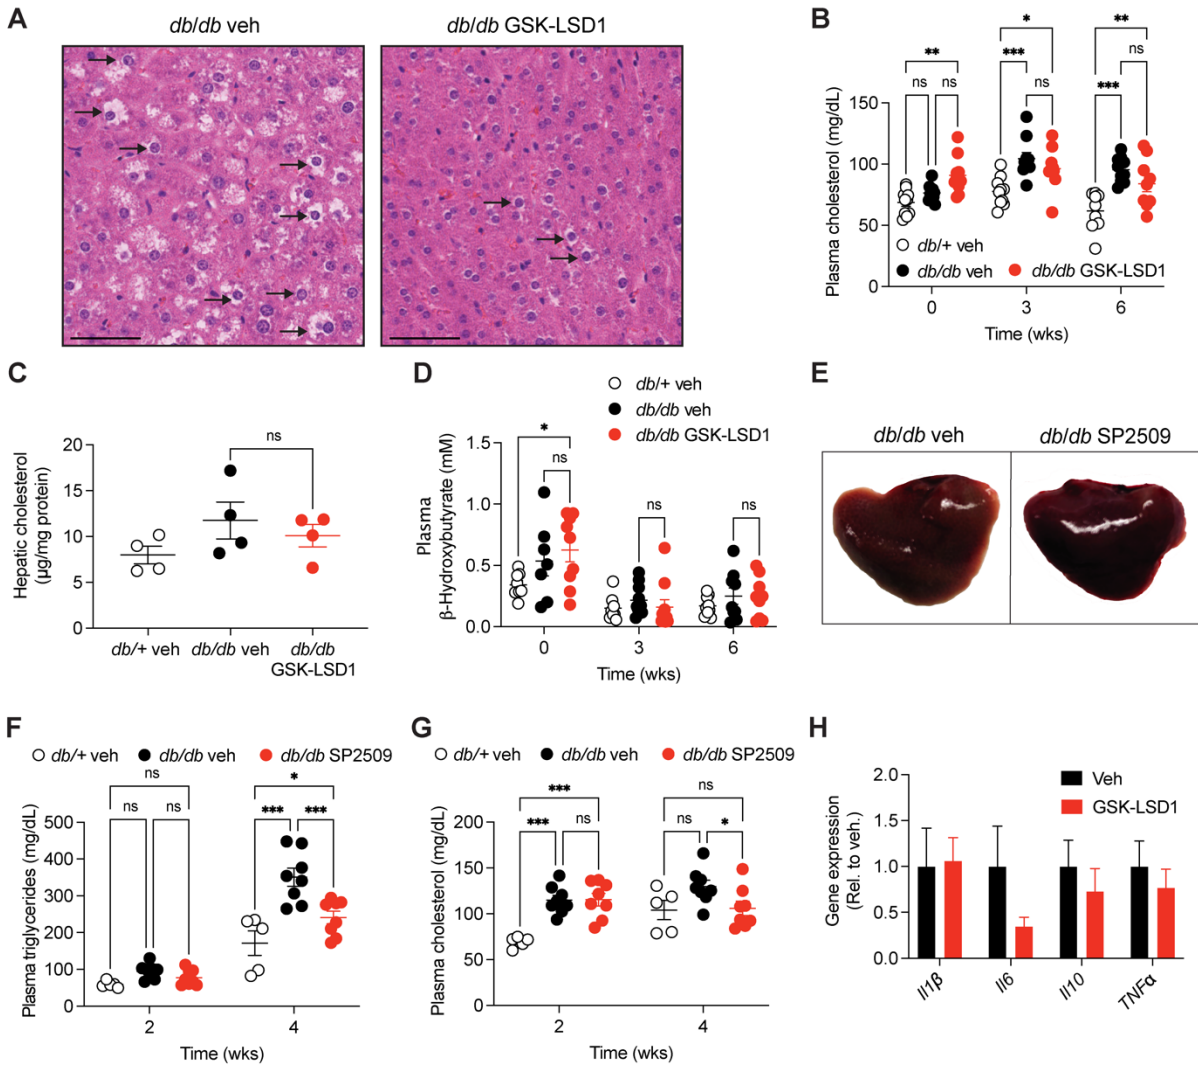 A
db/db veh
db/db GSK-LSD1
B
Plasma cholesterol (mg/dL)
150
100
50
0
**
ns
ns
*
***
ns
**
ns
***
db/+ veh
db/db veh
db/db GSK-LSD1
0
3
6
Time (wks)
C
Hepatic cholesterol
(µg/mg protein)
20
15
10
5
0
ns
db/+ veh
db/db veh
db/db
GSK-LSD1
D
db/+ veh
db/db veh
db/db GSK-LSD1
Plasma
β-Hydroxybutyrate (mM)
1.5
1.0
0.5
0.0
*
ns
ns
ns
0
3
6
Time (wks)
E
db/db veh
db/db SP2509
F
db/+ veh
db/db veh
db/db SP2509
Plasma triglycerides (mg/dL)
500
400
300
200
100
0
ns
ns
ns
*
***
***
2
4
Time (wks)
G
db/+ veh
db/db veh
db/db SP2509
Plasma cholesterol (mg/dL)
200
150
100
50
0
***
***
ns
ns
ns
*
2
4
Time (wks)
H
Veh
GSK-LSD1
Gene expression
(Rel. to veh.)
2.0
1.5
1.0
0.5
0.0
Il1β
Il6
Il10
TNFα